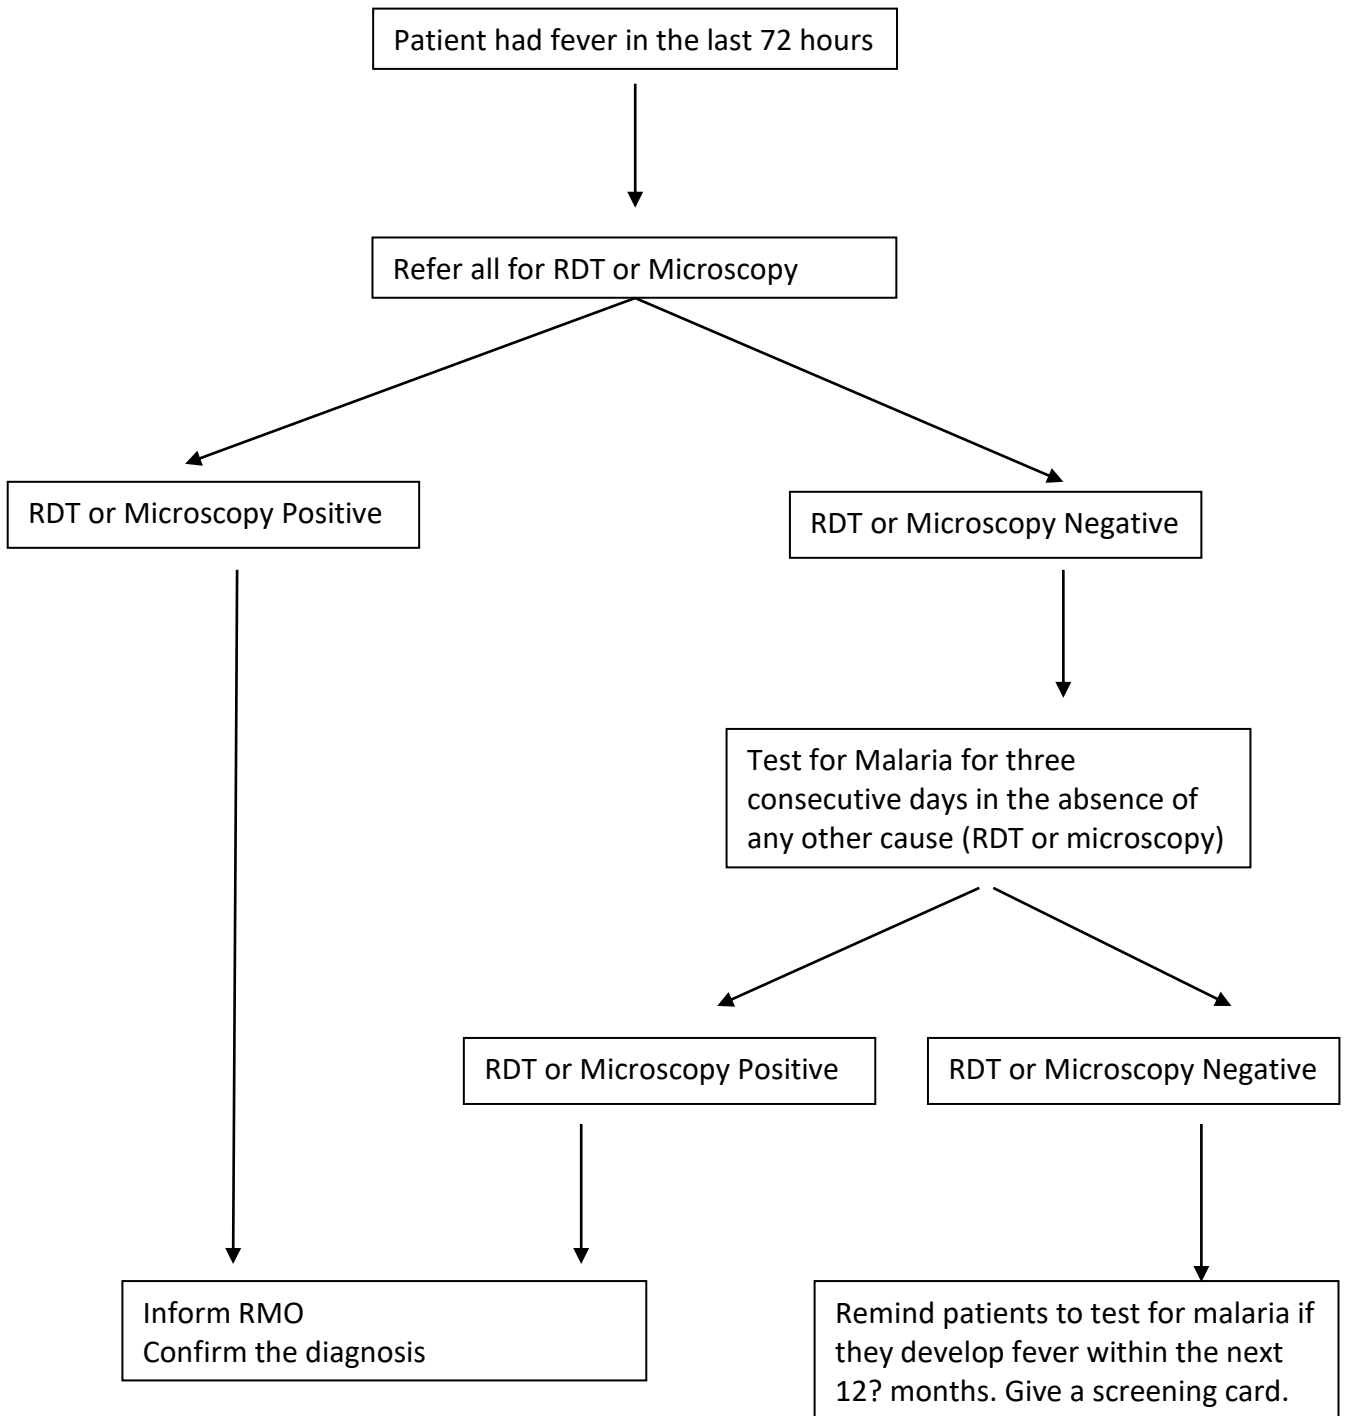 Patient had fever in the last 72 hours
Refer all for RDT or Microscopy
RDT or Microscopy Positive
RDT or Microscopy Negative
Test for Malaria for three
consecutive days in the absence of
any other cause (RDT or microscopy)
RDT or Microscopy Positive
RDT or Microscopy Negative
Inform RMO
Confirm the diagnosis
Remind patients to test for malaria if
they develop fever within the next
12? months. Give a screening card.